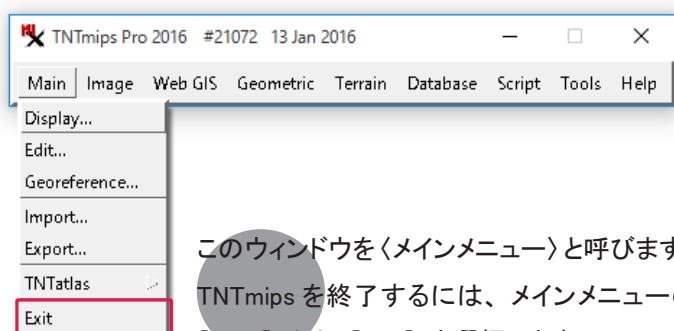 TNTmips Pro 2016 #21072 13 Jan 2016
Main Image Web GIS Geometric Terrain Database Script Tools Help
Display...
Edit...
Georeference...
Import...
Export...
TNTatlas
Exit
このウィンドウを〈メインメニュー〉と呼びます
TNTmips を終了するには、メインメニューの